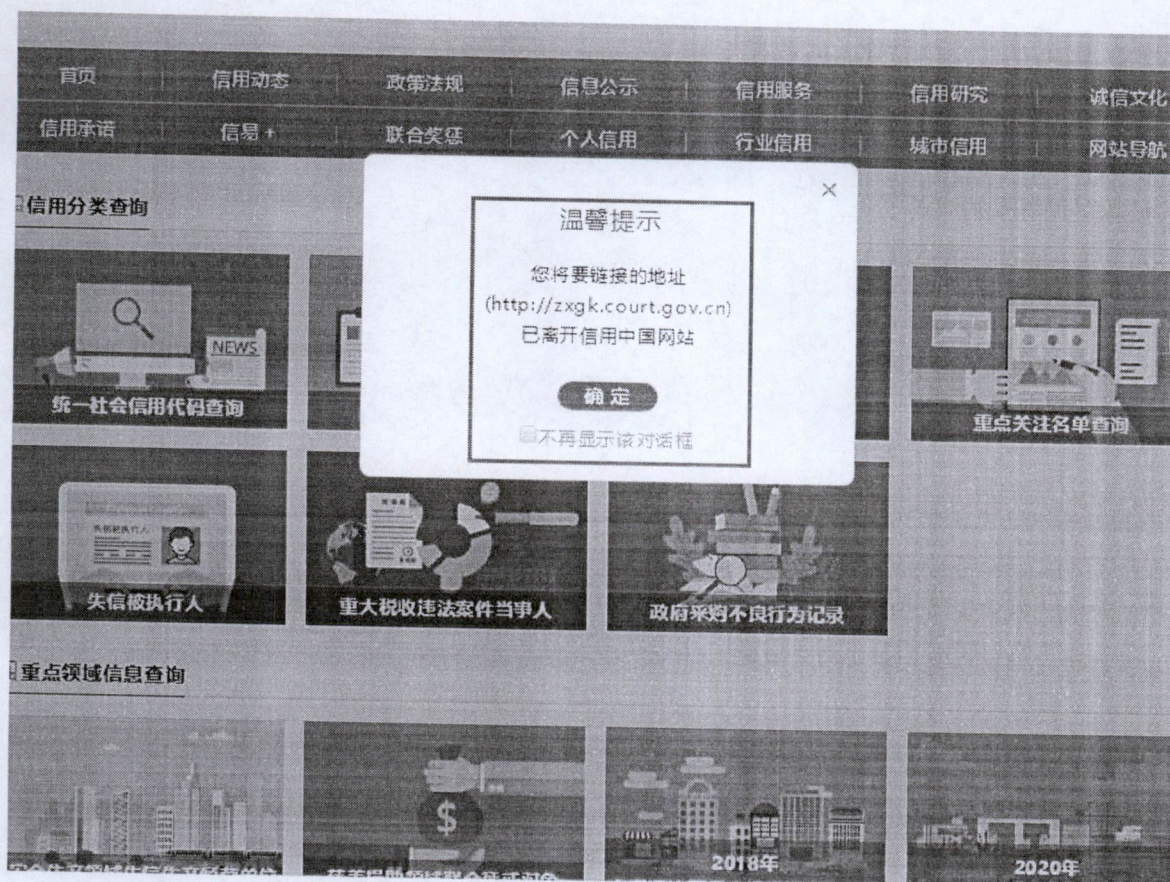 首页 信用动态 政策法规 信息公示 信用服务 信用研究 诚信文化
信用承诺 信易+ 联合奖惩 个人信用 行业信用 城市信用 网站导航
信用分类查询
温馨提示
您将要链接的地址
(http://zxgk.court.gov.cn)
已离开信用中国网站
确定
不再显示该对话框
NEWS
统一社会信用代码查询
重点关注名单查询
失信被执行人
失信被执行人
重大税收违法案件当事人
政府采购不良行为记录
重点领域信息查询
$
2018年
2020年